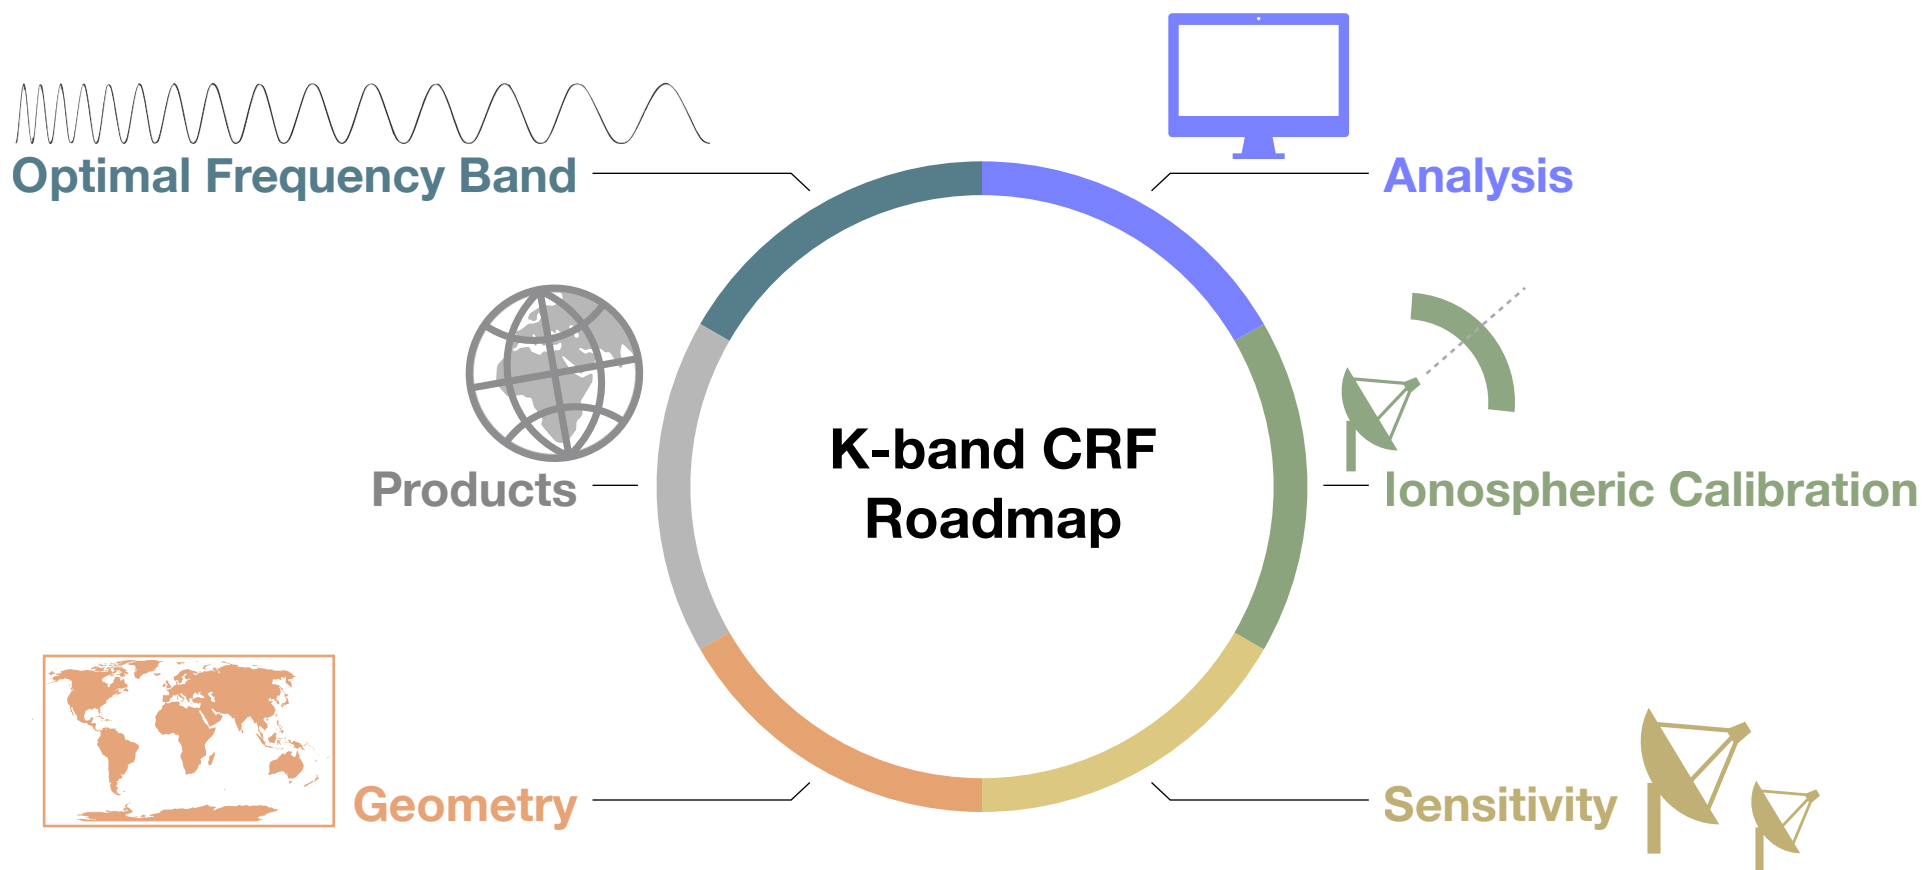 Optimal Frequency Band
Analysis
Products
K-band CRF
Roadmap
Ionospheric Calibration
Geometry
Sensitivity